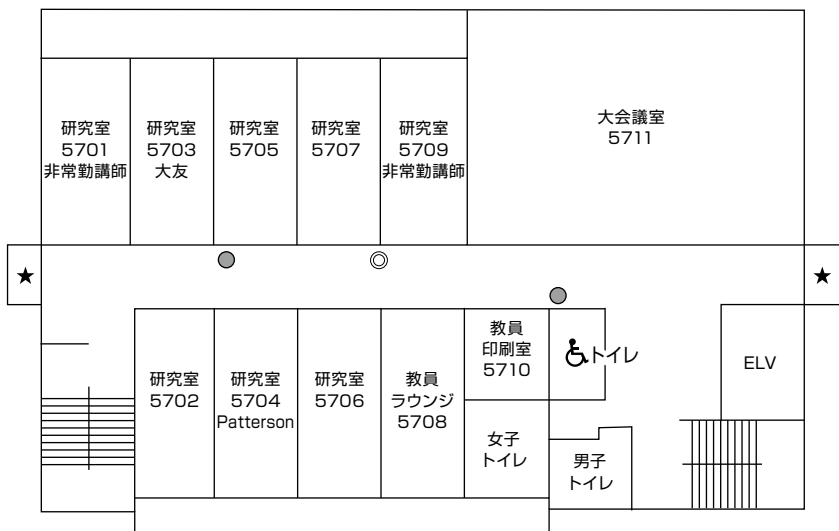 研究室
5701
非常勤講師
研究室
5703
大友
研究室
5705
研究室
5707
研究室
5709
非常勤講師
大会議室
5711
★
★
研究室
5702
研究室
5704
Patterson
研究室
5706
教員
ラウンジ
5708
教員
印刷室
5710
トイレ
ELV
女子
トイレ
男子
トイレ